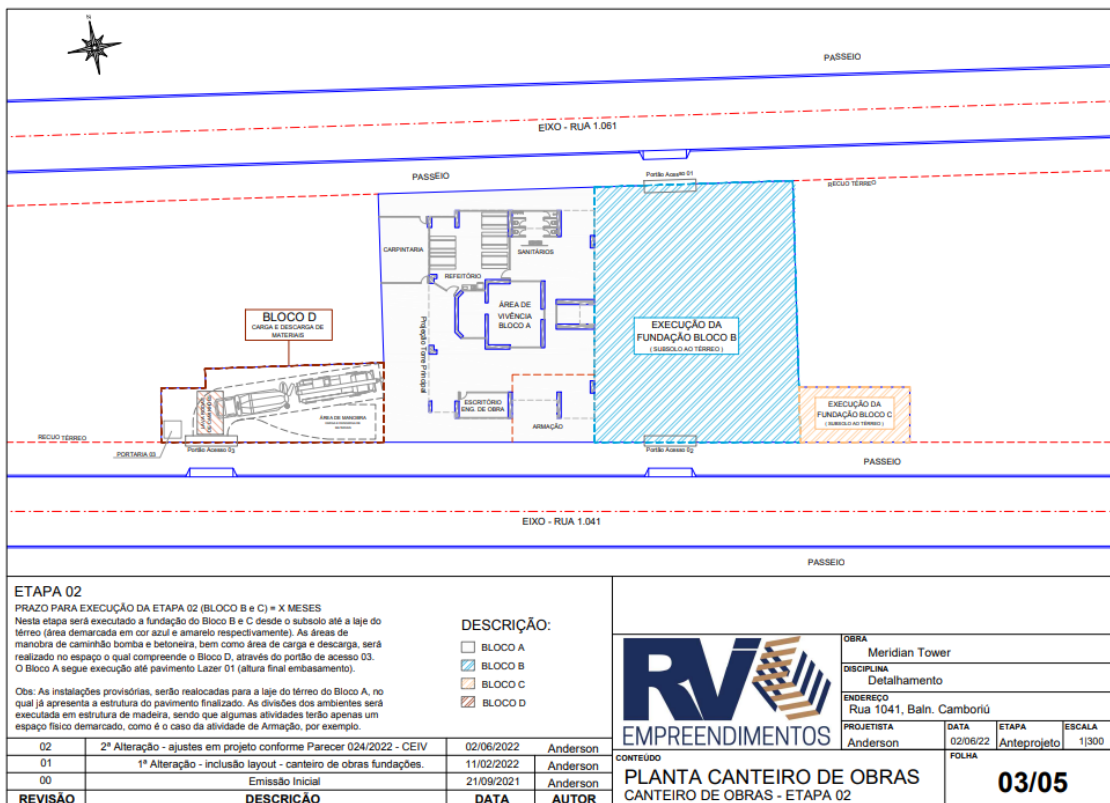 N
PASSEIO
EIXO - RUA 1.061
PASSEIO
Portão Acesso 01
RECUO TÉRREO
CARPINTARIA
SANITÁRIOS
REFEITÓRIO
ÁREA DE
VIVÊNCIA
BLOCO A
Projeção Torre Principal
BLOCO D
CARGA E DESCARGA DE
MATERIAIS
EXECUÇÃO DA
FUNDAÇÃO BLOCO B
( SUBSOLO AO TÉRREO )
ESCRITÓRIO
ENG. DE OBRA
ARMAÇÃO
ÁREA DE MANOBRA
EXECUÇÃO DA
FUNDAÇÃO BLOCO C
( SUBSOLO AO TÉRREO )
RECUO TÉRREO
PORTARIA 03
Portão Acesso 03
Portão Acesso 02
PASSEIO
EIXO - RUA 1.041
PASSEIO
ETAPA 02
PRAZO PARA EXECUÇÃO DA ETAPA 02 (BLOCO B e C) = X MESES
Nesta etapa será executado a fundação do Bloco B e C desde o subsolo até a laje do
térreo (área demarcada em cor azul e amarelo respectivamente). As áreas de
manobra de caminhão bomba e betoneira, bem como área de carga e descarga, será
realizado no espaço o qual compreende o Bloco D, através do portão de acesso 03.
O Bloco A segue execução até pavimento Lazer 01 (altura final embasamento).
Obs: As instalações provisórias, serão realocadas para a laje do térreo do Bloco A, no
qual já apresenta a estrutura do pavimento finalizado. As divisões dos ambientes será
executada em estrutura de madeira, sendo que algumas atividades terão apenas um
espaço físico demarcado, como é o caso da atividade de Armação, por exemplo.
DESCRIÇÃO:
BLOCO A
BLOCO B
BLOCO C
BLOCO D
02 2ª Alteração - ajustes em projeto conforme Parecer 024/2022 - CEIV 02/06/2022 Anderson
01 1ª Alteração - inclusão layout - canteiro de obras fundações. 11/02/2022 Anderson
00 Emissão Inicial 21/09/2021 Anderson
REVISÃO DESCRIÇÃO DATA AUTOR
RV
EMPREENDIMENTOS
OBRA
Meridian Tower
DISCIPLINA
Detalhamento
ENDEREÇO
Rua 1041, Baln. Camboriú
PROJETISTA DATA ETAPA ESCALA
Anderson 02/06/22 Anteprojeto 1|300
CONTEÚDO
PLANTA CANTEIRO DE OBRAS
CANTEIRO DE OBRAS - ETAPA 02
FOLHA
03/05